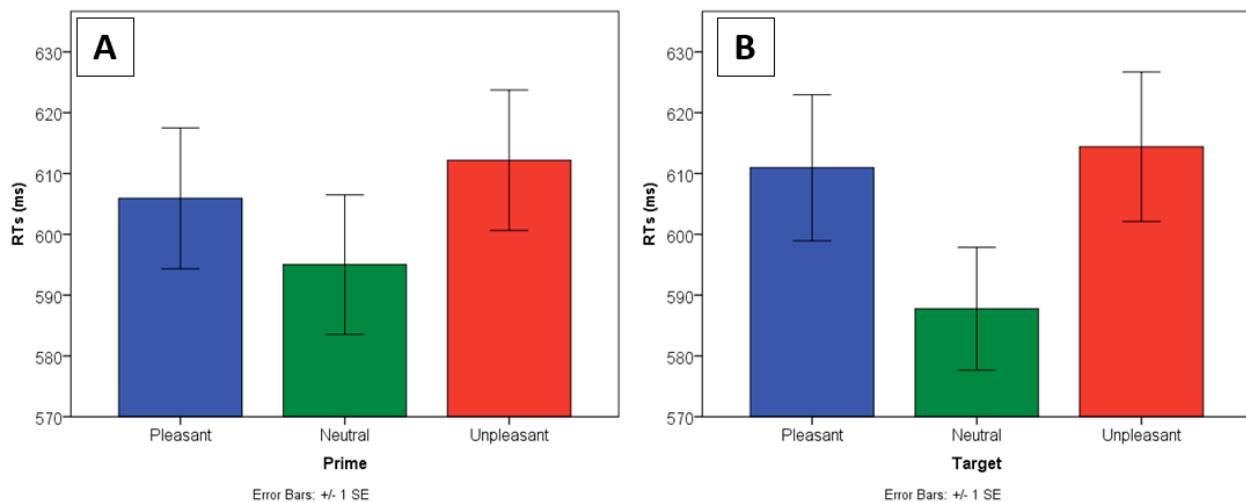 A
RTs (ms)
630
620
610
600
590
580
570
Pleasant Neutral Unpleasant
Prime
Error Bars: +/- 1 SE
B
RTs (ms)
630
620
610
600
590
580
570
Pleasant Neutral Unpleasant
Target
Error Bars: +/- 1 SE